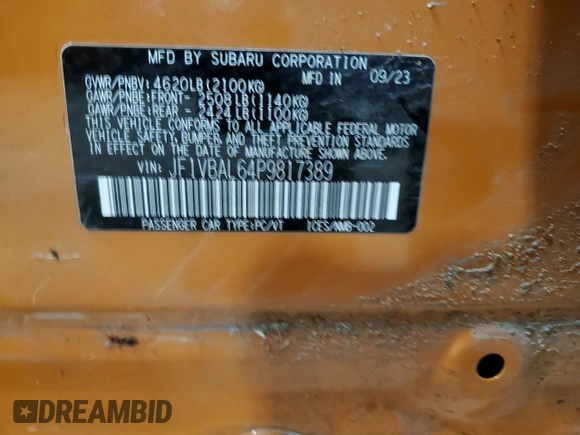 MFD BY SUBARU CORPORATION
GVWR/PNBV: 4620LB(2100KG) MFD IN 09/23
GAWR/PNBE:FRONT- 2508LB(1140KG)
GAWR/PNBE:REAR - 2424LB(1100KG)
THIS VEHICLE CONFORMS TO ALL APPLICABLE FEDERAL MOTOR
VEHICLE SAFETY, BUMPER AND THEFT PREVENTION STANDARDS
IN EFFECT ON THE DATE OF MANUFACTURE SHOWN ABOVE.
VIN: JF1VBAL64P9817389
PASSENGER CAR TYPE:PC/VT ICES/NMB-002
DREAMBID